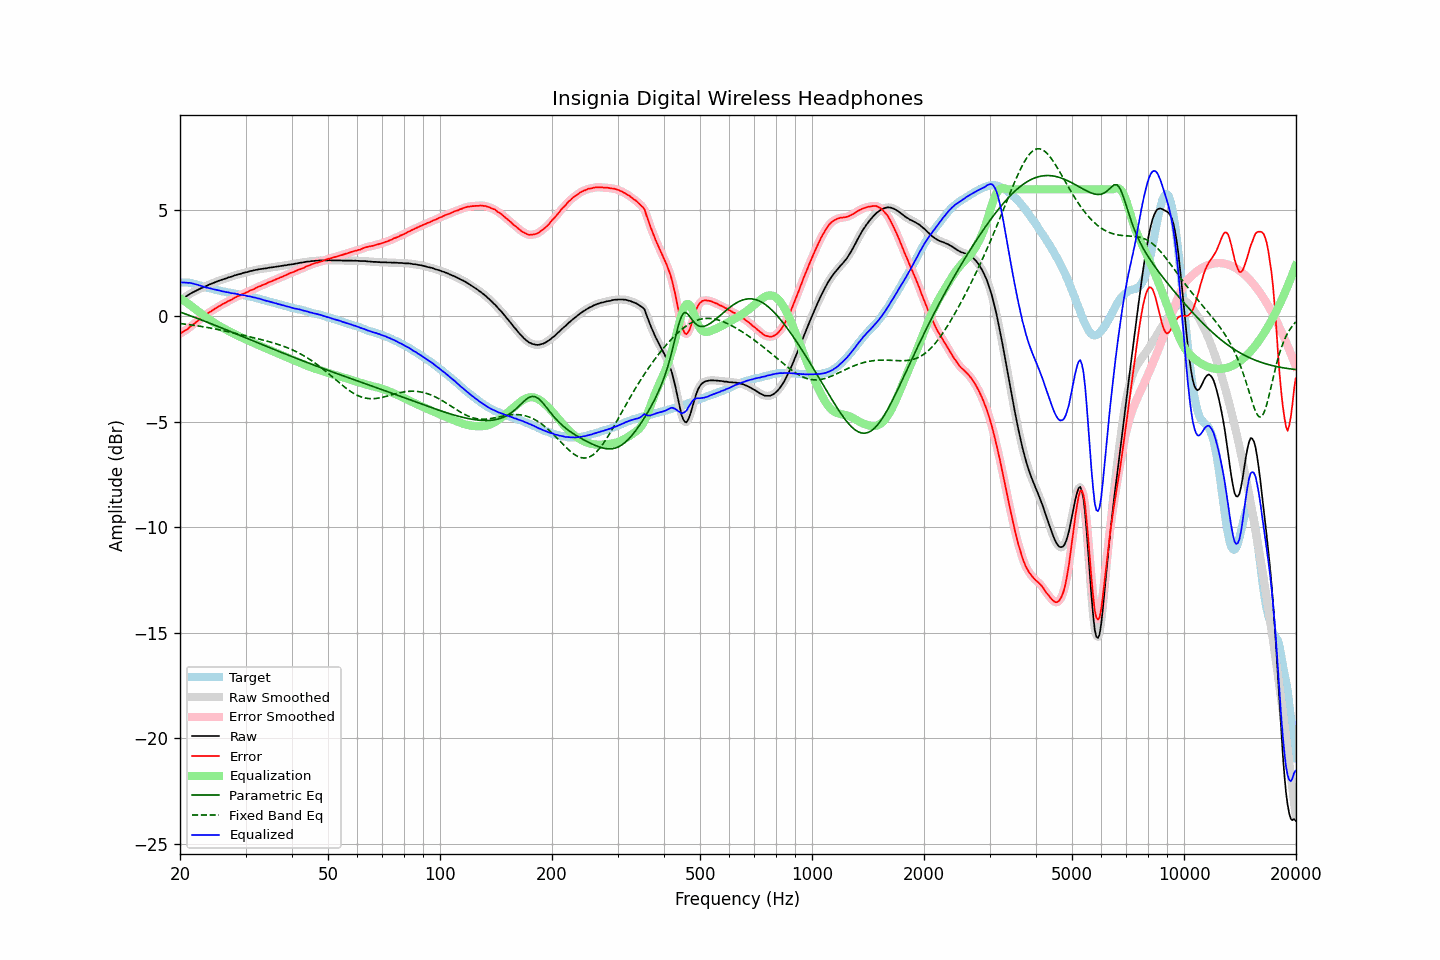 Insignia Digital Wireless Headphones
Amplitude (dBr)
5
0
−5
−10
−15
−20
−25
Target
Raw Smoothed
Error Smoothed
Raw
Error
Equalization
Parametric Eq
Fixed Band Eq
Equalized
20 50 100 200 500 1000 2000 5000 10000 20000
Frequency (Hz)